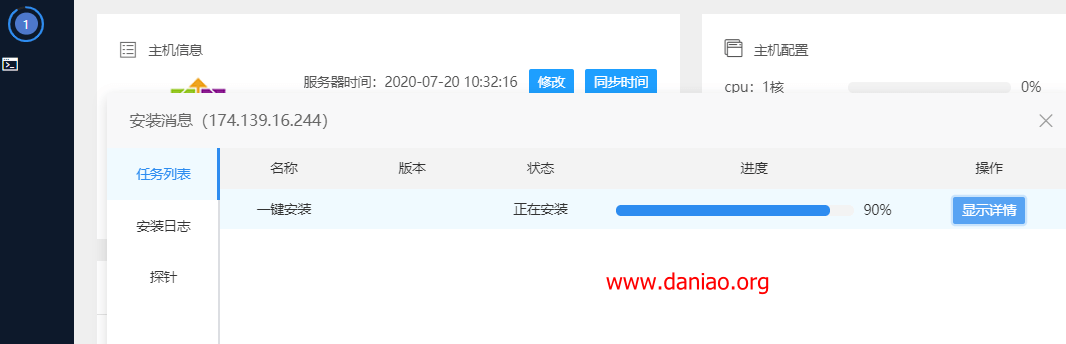 1
主机信息
主机配置
服务器时间：2020-07-20 10:32:16 修改 同步时间
cpu：1核 0%
安装消息（174.139.16.244）
任务列表
名称 版本 状态 进度 操作
一键安装 正在安装 90% 显示详情
安装日志
探针
www.daniao.org